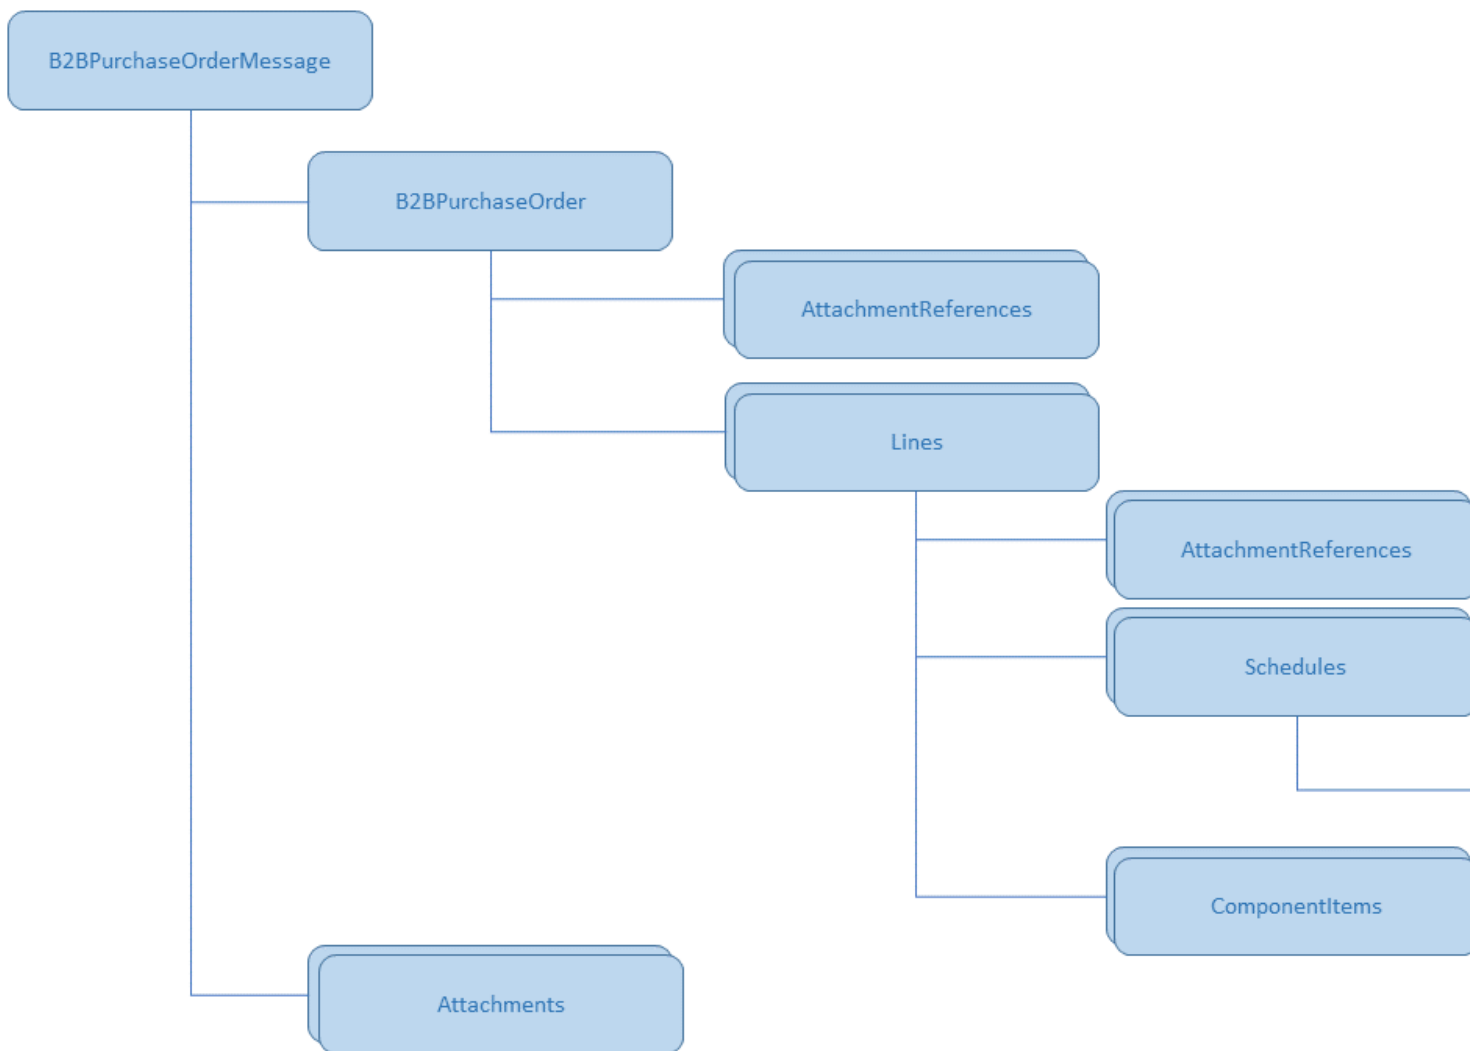 B2BPurchaseOrderMessage
B2BPurchaseOrder
AttachmentReferences
Lines
AttachmentReferences
Schedules
ComponentItems
Attachments